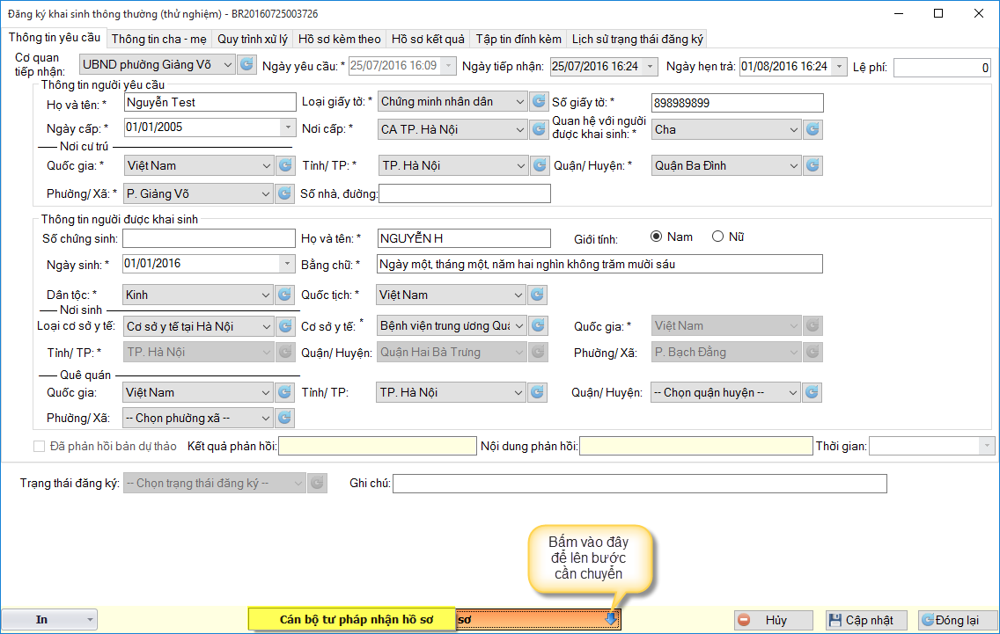 Đăng ký khai sinh thông thường (thử nghiệm) - BR20160725003726
Thông tin yêu cầu Thông tin cha - mẹ Quy trình xử lý Hồ sơ kèm theo Hồ sơ kết quả Tập tin đính kèm Lịch sử trạng thái đăng ký
Cơ quan
tiếp nhận: UBND phường Giảng Võ Ngày yêu cầu: * 25/07/2016 16:09 Ngày tiếp nhận: 25/07/2016 16:24 Ngày hẹn trả: 01/08/2016 16:24 Lệ phí: 0
Thông tin người yêu cầu
Họ và tên: * Nguyễn Test Loại giấy tờ: * Chứng minh nhân dân Số giấy tờ: * 898989899
Ngày cấp: * 01/01/2005 Nơi cấp: * CA TP. Hà Nội Quan hệ với người
được khai sinh: * Cha
Nơi cư trú
Quốc gia: * Việt Nam Tỉnh/ TP: * TP. Hà Nội Quận/ Huyện: * Quận Ba Đình
Phường/ Xã: * P. Giảng Võ Số nhà, đường:
Thông tin người được khai sinh
Số chứng sinh: Họ và tên: * NGUYỄN H Giới tính: Nam Nữ
Ngày sinh: * 01/01/2016 Bằng chữ: * Ngày một, tháng một, năm hai nghìn không trăm mười sáu
Dân tộc: * Kinh Quốc tịch: * Việt Nam
Nơi sinh
Loại cơ sở y tế: Cơ sở y tế tại Hà Nội Cơ sở y tế: * Bệnh viện trung ương Quâ Quốc gia: * Việt Nam
Tỉnh/ TP: * TP. Hà Nội Quận/ Huyện: Quận Hai Bà Trưng Phường/ Xã: P. Bạch Đằng
Quê quán
Quốc gia: Việt Nam Tỉnh/ TP: TP. Hà Nội Quận/ Huyện: -- Chọn quận huyện --
Phường/ Xã: -- Chọn phường xã --
Đã phản hồi bản dự thảo Kết quả phản hồi: Nội dung phản hồi: Thời gian:
Trạng thái đăng ký: -- Chọn trạng thái đăng ký -- Ghi chú:
Bấm vào đây
để lên bước
cần chuyển
In Cán bộ tư pháp nhận hồ sơ sơ Hủy Cập nhật Đóng lại